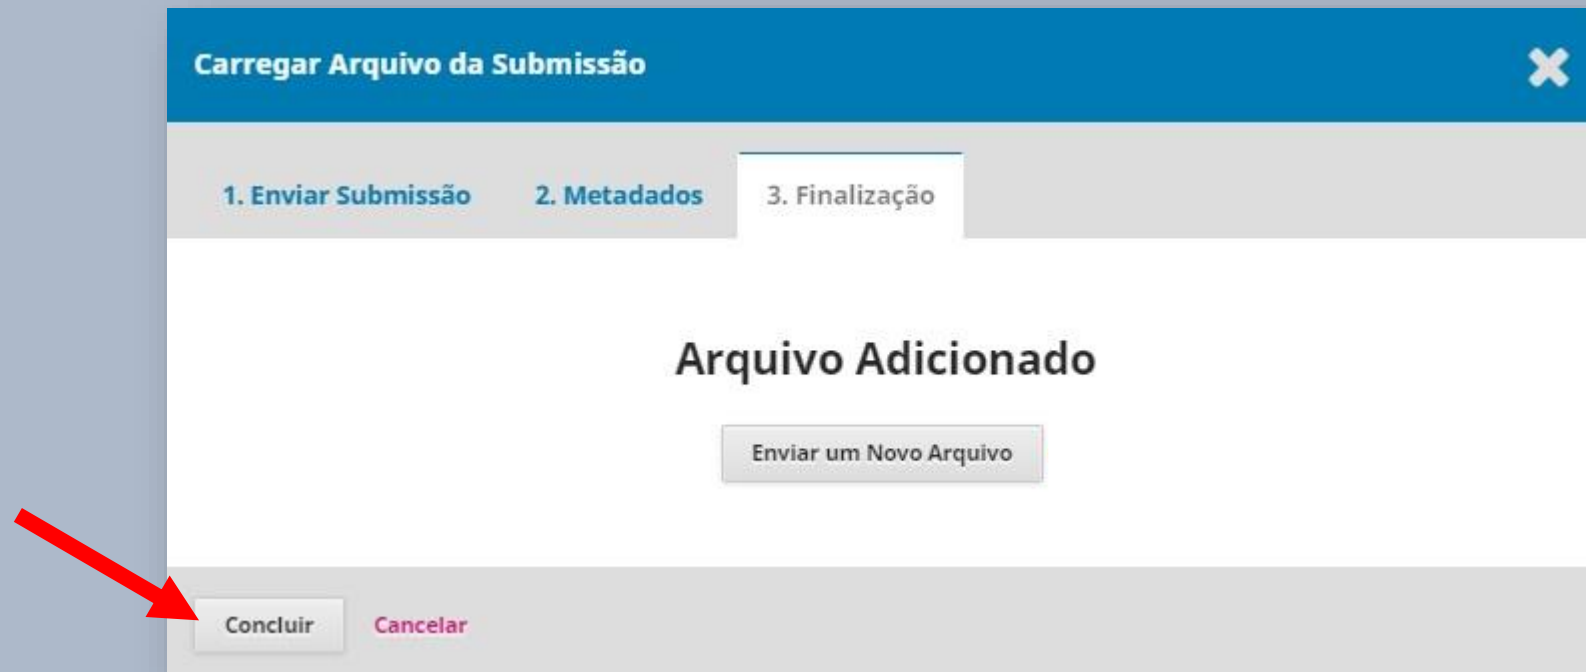 Carregar Arquivo da Submissão
1. Enviar Submissão 2. Metadados 3. Finalização
Arquivo Adicionado
Enviar um Novo Arquivo
Concluir Cancelar